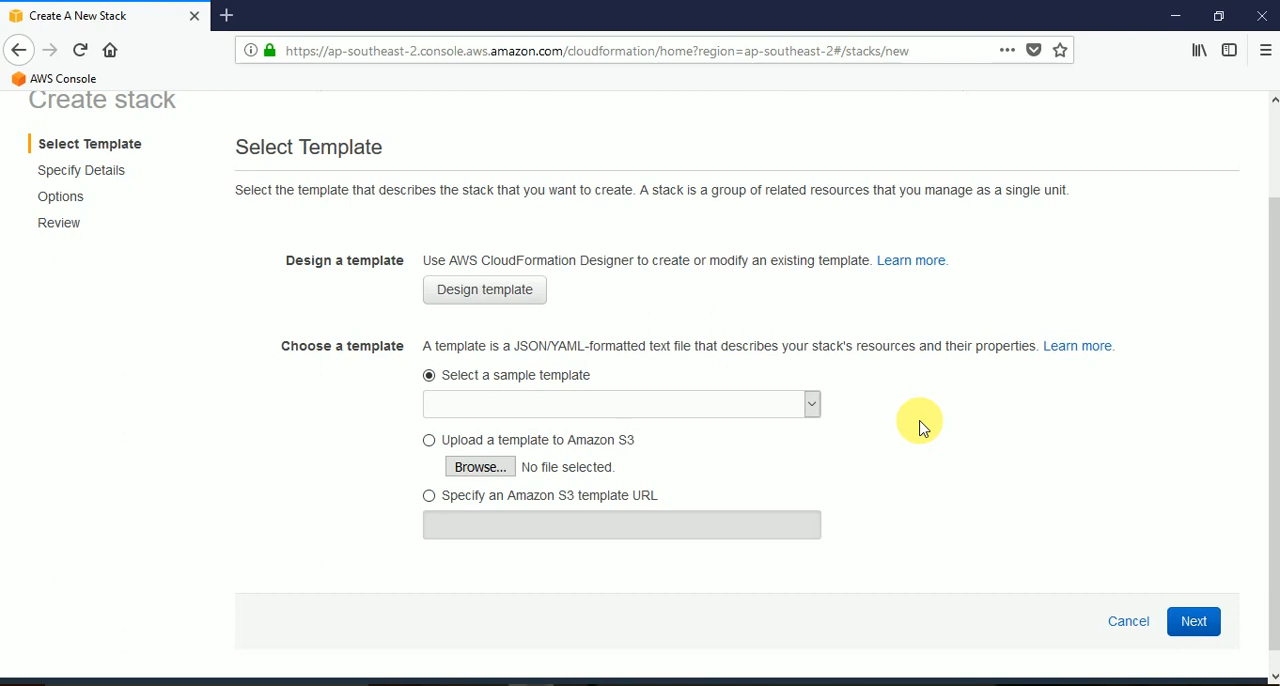 Create A New Stack
https://ap-southeast-2.console.aws.amazon.com/cloudformation/home?region=ap-southeast-2#/stacks/new
AWS Console
Create stack
Select Template
Specify Details
Options
Review
Select Template
Select the template that describes the stack that you want to create. A stack is a group of related resources that you manage as a single unit.
Design a template
Use AWS CloudFormation Designer to create or modify an existing template. Learn more.
Design template
Choose a template
A template is a JSON/YAML-formatted text file that describes your stack's resources and their properties. Learn more.
Select a sample template
Upload a template to Amazon S3
Browse... No file selected.
Specify an Amazon S3 template URL
Cancel
Next